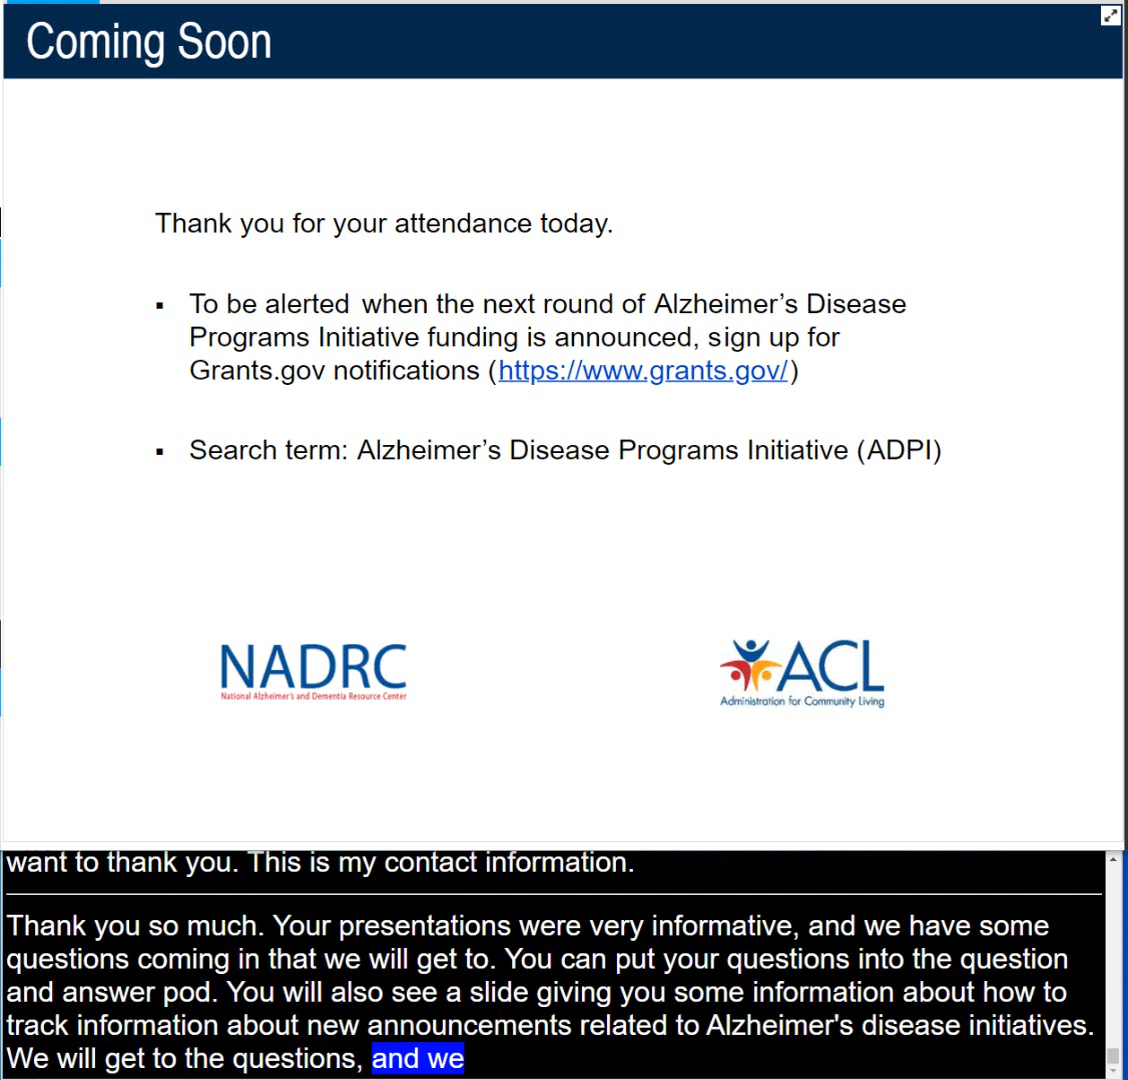 Coming Soon
Thank you for your attendance today.
▪ To be alerted when the next round of Alzheimer’s Disease
Programs Initiative funding is announced, sign up for
Grants.gov notifications (https://www.grants.gov/)
▪ Search term: Alzheimer’s Disease Programs Initiative (ADPI)
NADRC
National Alzheimer's and Dementia Resource Center
ACL
Administration for Community Living
want to thank you. This is my contact information.
Thank you so much. Your presentations were very informative, and we have some
questions coming in that we will get to. You can put your questions into the question
and answer pod. You will also see a slide giving you some information about how to
track information about new announcements related to Alzheimer's disease initiatives.
We will get to the questions, and we